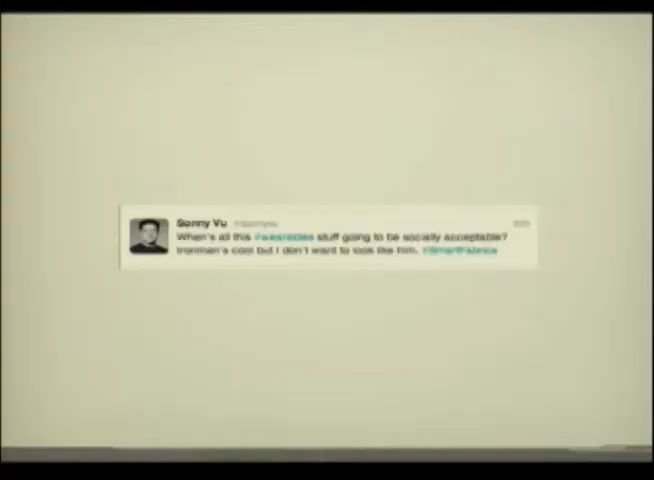 Sonny Vu
When's all this #wearables stuff going to be socially acceptable?
Ironman's cool but I don't want to look like him. #SmartFabrics